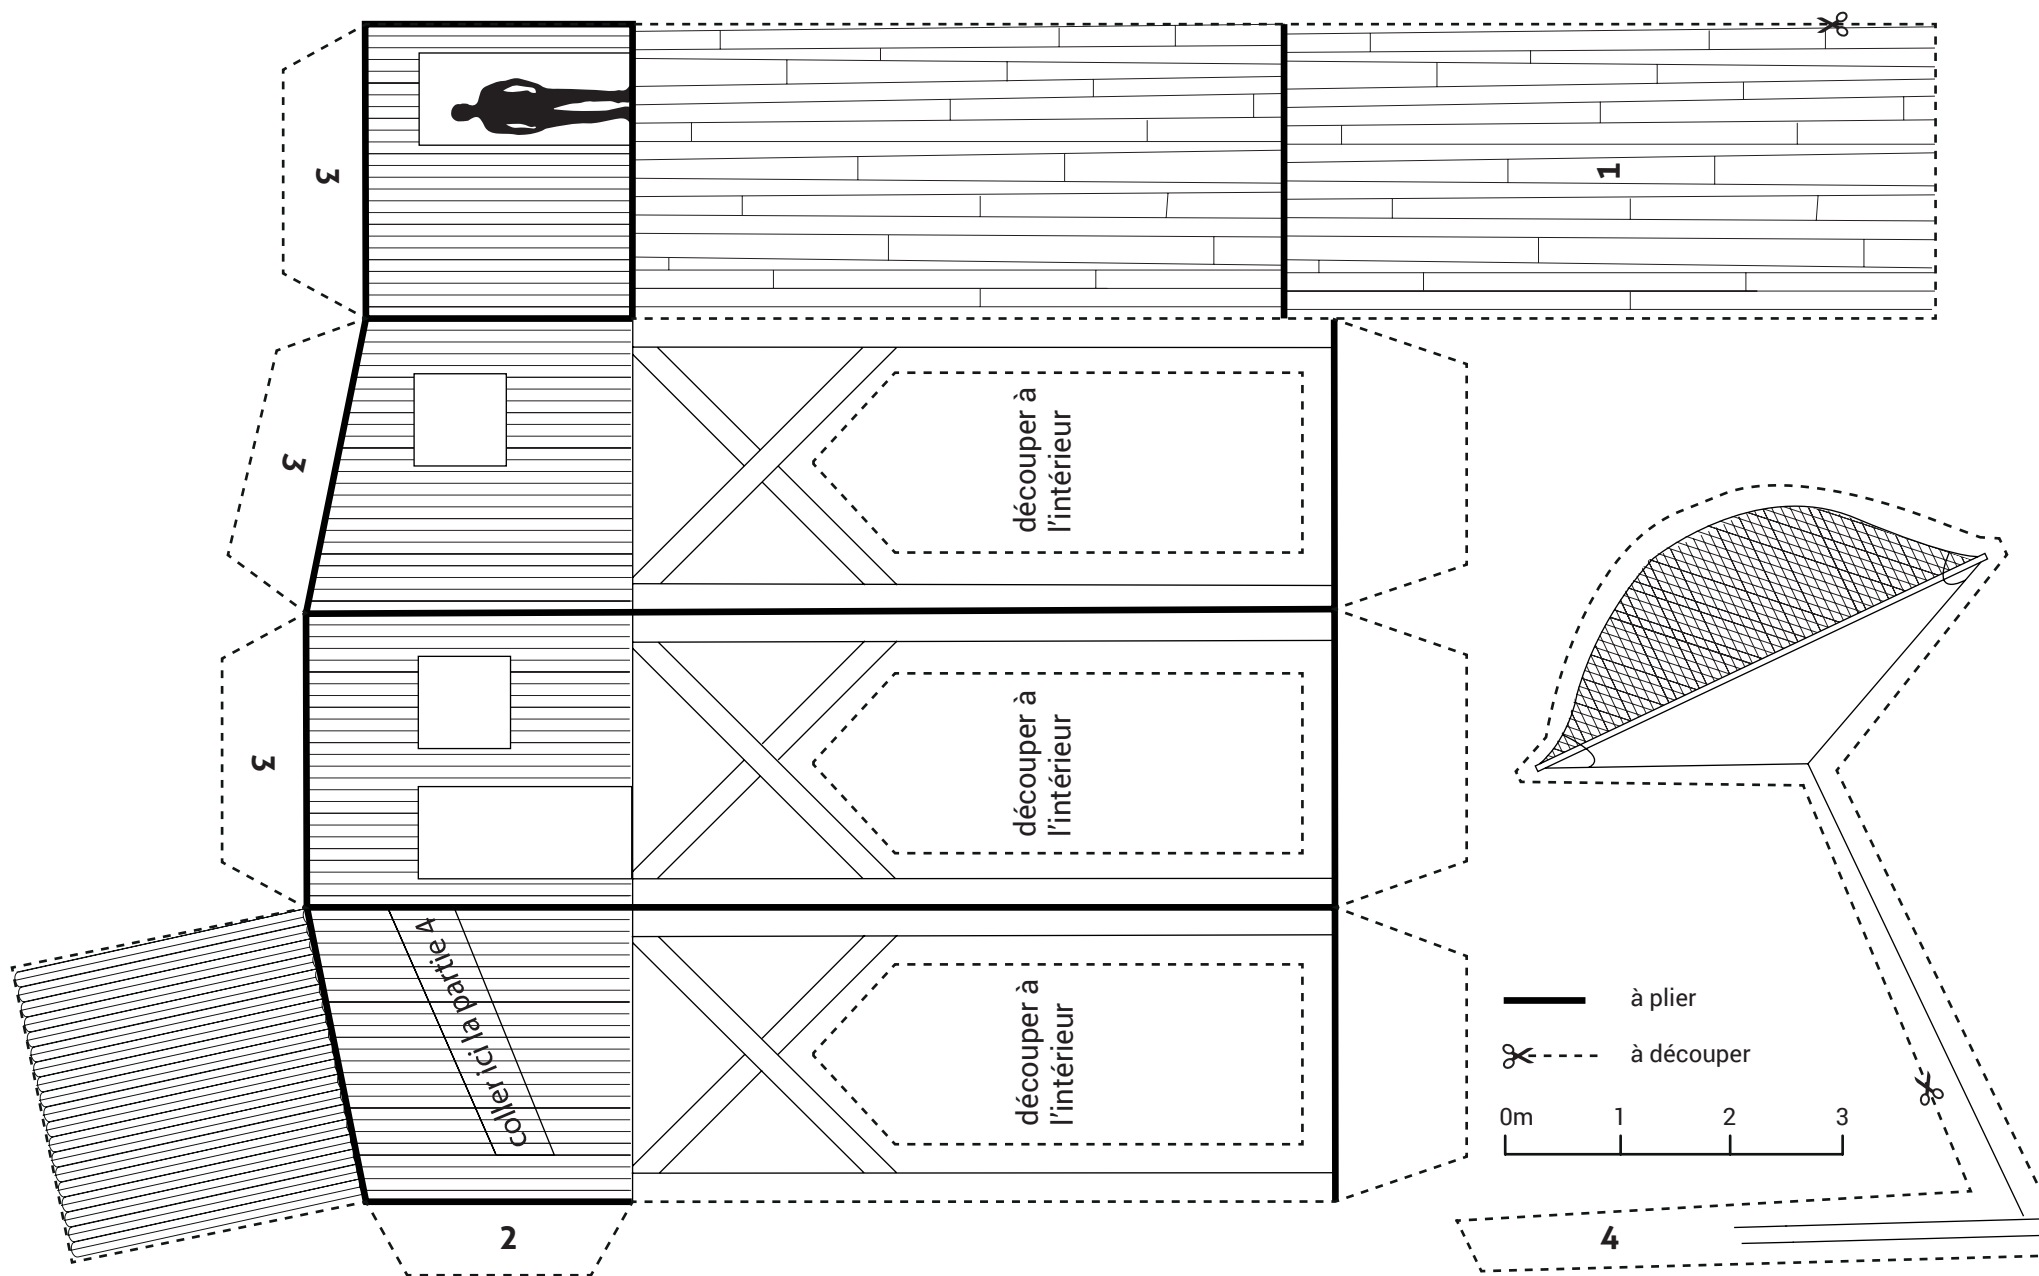 3
1
3
découper à
l'intérieur
3
découper à
l'intérieur
coller ici la partie 4
découper à
l'intérieur
à plier
à découper
0m 1 2 3
2
4